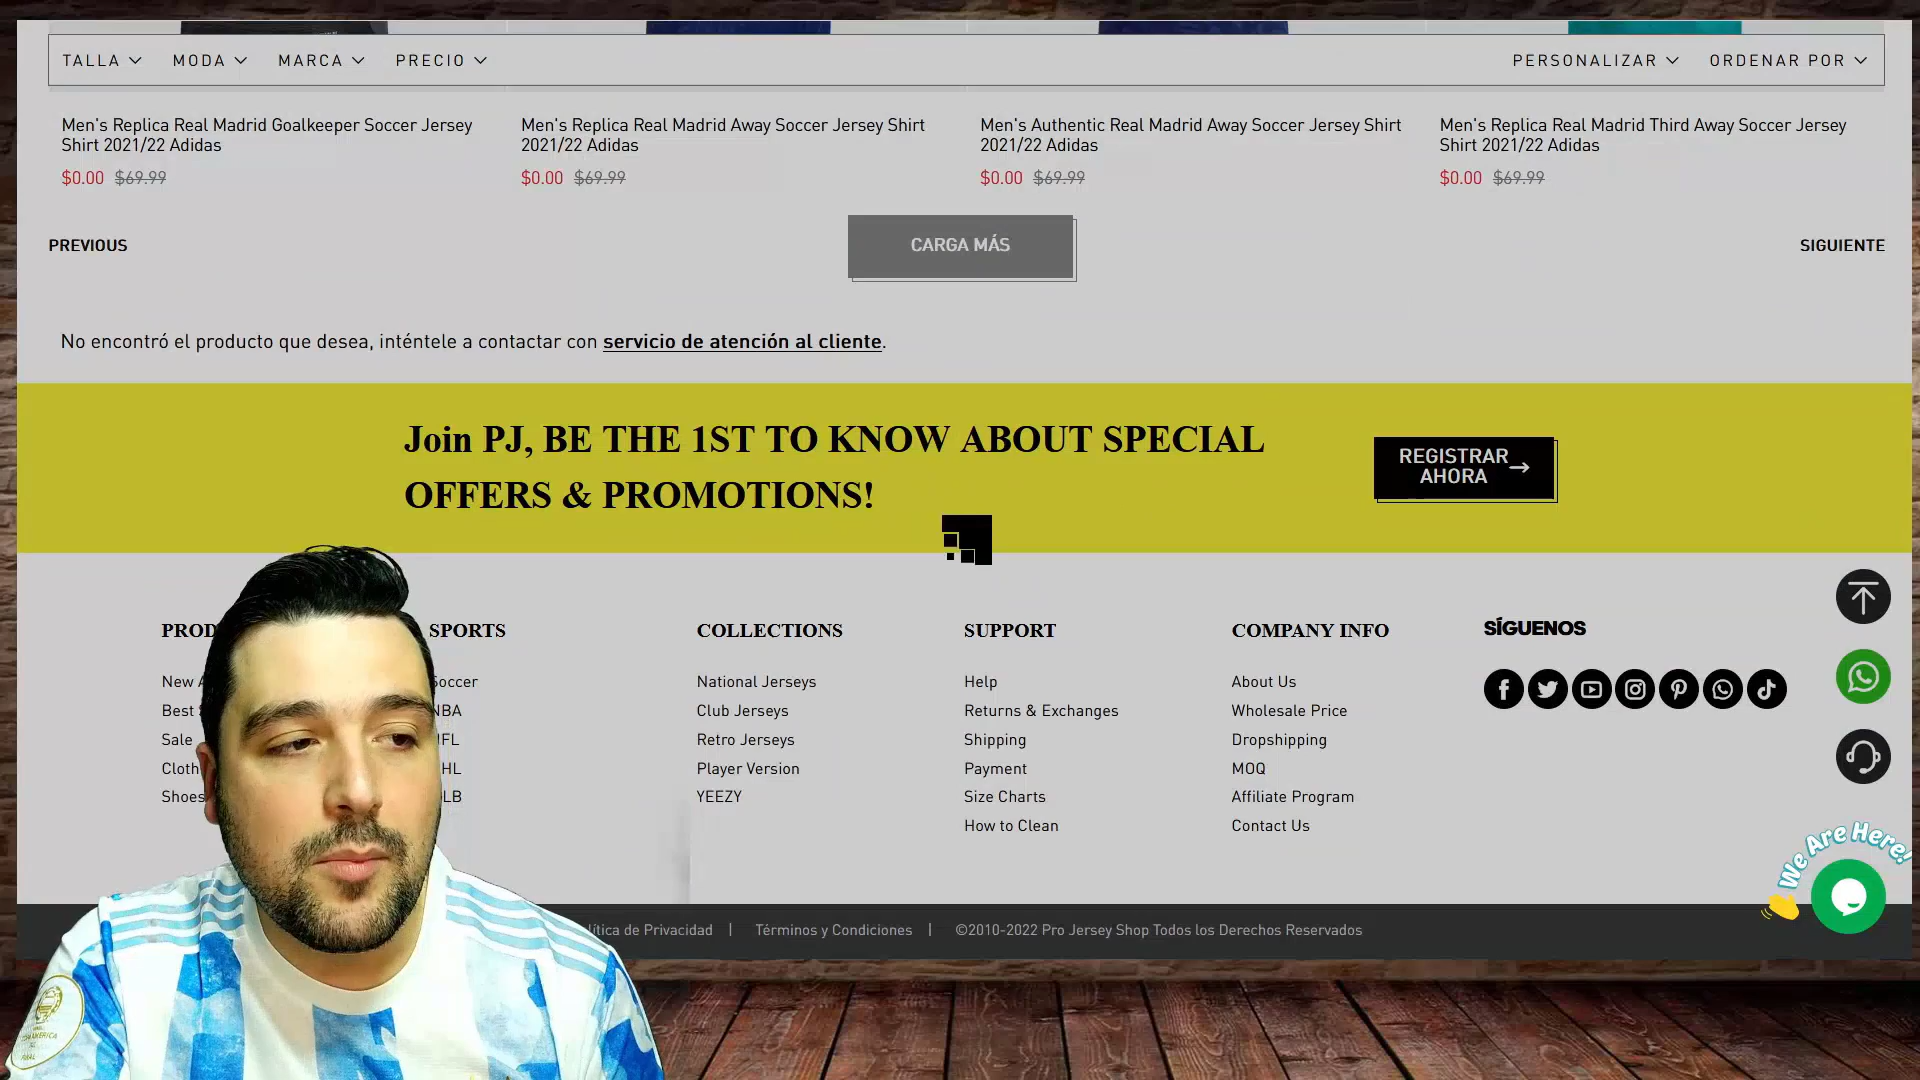 TALLA MODA MARCA PRECIO PERSONALIZAR ORDENAR POR
Men's Replica Real Madrid Goalkeeper Soccer Jersey
Shirt 2021/22 Adidas
$0.00 $69.99
Men's Replica Real Madrid Away Soccer Jersey Shirt
2021/22 Adidas
$0.00 $69.99
Men's Authentic Real Madrid Away Soccer Jersey Shirt
2021/22 Adidas
$0.00 $69.99
Men's Replica Real Madrid Third Away Soccer Jersey
Shirt 2021/22 Adidas
$0.00 $69.99
PREVIOUS
CARGA MÁS
SIGUIENTE
No encontró el producto que desea, inténtele a contactar con servicio de atención al cliente.
Join PJ, BE THE 1ST TO KNOW ABOUT SPECIAL
OFFERS & PROMOTIONS!
REGISTRAR
AHORA
New
Best
Sale
Shoes
SPORTS
Soccer
NBA
COLLECTIONS
National Jerseys
Club Jerseys
Retro Jerseys
Player Version
YEEZY
SUPPORT
Help
Returns & Exchanges
Shipping
Payment
Size Charts
How to Clean
COMPANY INFO
About Us
Wholesale Price
Dropshipping
MOQ
Affiliate Program
Contact Us
SÍGUENOS
We Are Here!
de Privacidad | Términos y Condiciones | ©2010-2022 Pro Jersey Shop Todos los Derechos Reservados